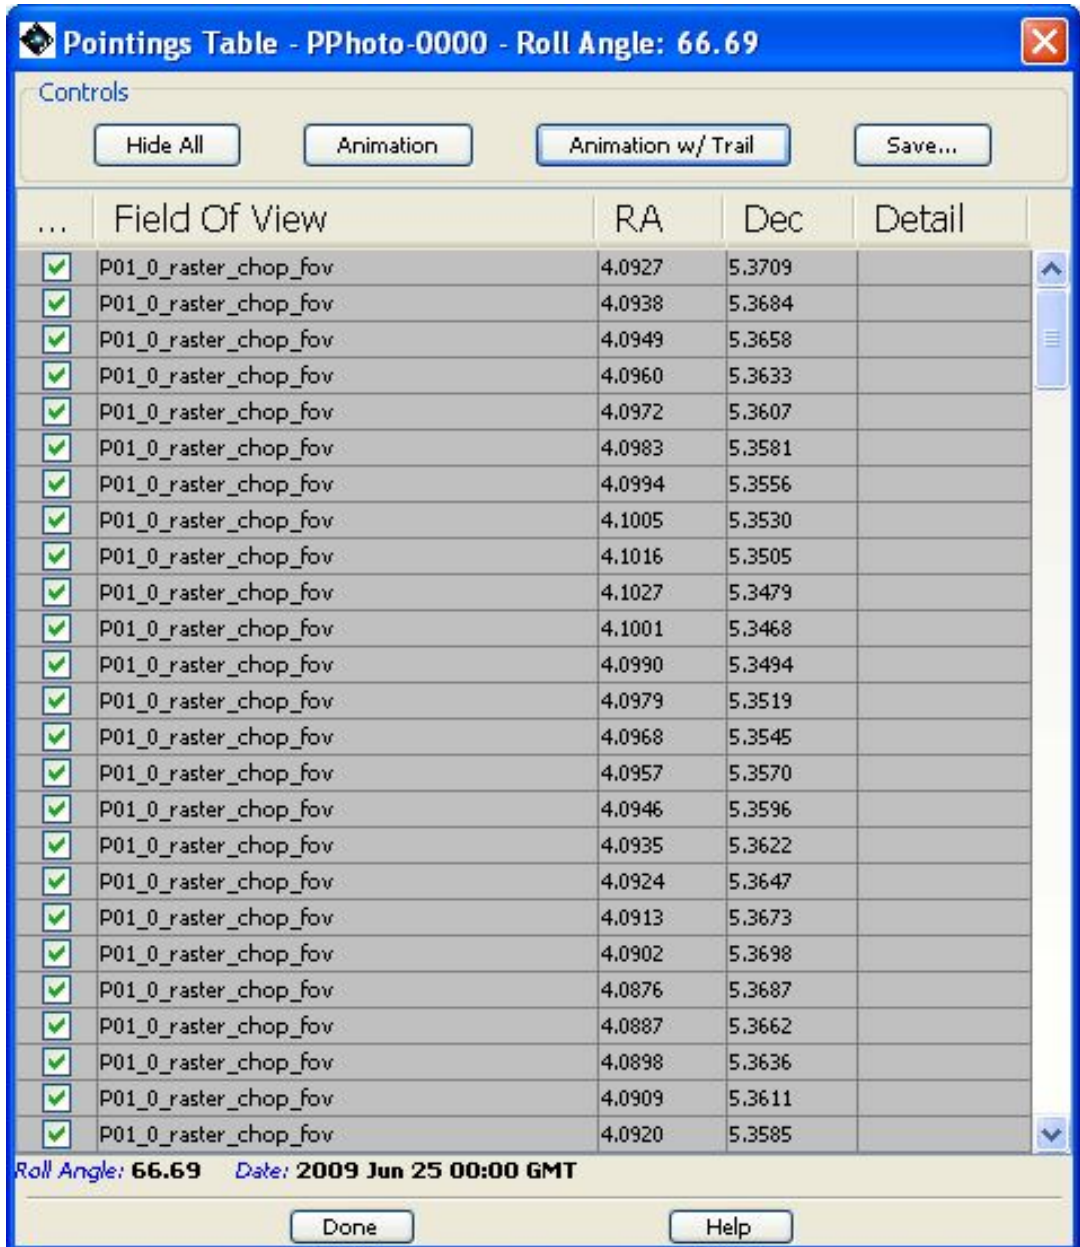 Pointings Table - PPhoto-0000 - Roll Angle: 66.69
Controls
Hide All Animation Animation w/ Trail Save...
... Field Of View RA Dec Detail
P01_0_raster_chop_fov 4.0927 5.3709
P01_0_raster_chop_fov 4.0938 5.3684
P01_0_raster_chop_fov 4.0949 5.3658
P01_0_raster_chop_fov 4.0960 5.3633
P01_0_raster_chop_fov 4.0972 5.3607
P01_0_raster_chop_fov 4.0983 5.3581
P01_0_raster_chop_fov 4.0994 5.3556
P01_0_raster_chop_fov 4.1005 5.3530
P01_0_raster_chop_fov 4.1016 5.3505
P01_0_raster_chop_fov 4.1027 5.3479
P01_0_raster_chop_fov 4.1001 5.3468
P01_0_raster_chop_fov 4.0990 5.3494
P01_0_raster_chop_fov 4.0979 5.3519
P01_0_raster_chop_fov 4.0968 5.3545
P01_0_raster_chop_fov 4.0957 5.3570
P01_0_raster_chop_fov 4.0946 5.3596
P01_0_raster_chop_fov 4.0935 5.3622
P01_0_raster_chop_fov 4.0924 5.3647
P01_0_raster_chop_fov 4.0913 5.3673
P01_0_raster_chop_fov 4.0902 5.3698
P01_0_raster_chop_fov 4.0876 5.3687
P01_0_raster_chop_fov 4.0887 5.3662
P01_0_raster_chop_fov 4.0898 5.3636
P01_0_raster_chop_fov 4.0909 5.3611
P01_0_raster_chop_fov 4.0920 5.3585
Roll Angle: 66.69 Date: 2009 Jun 25 00:00 GMT
Done Help